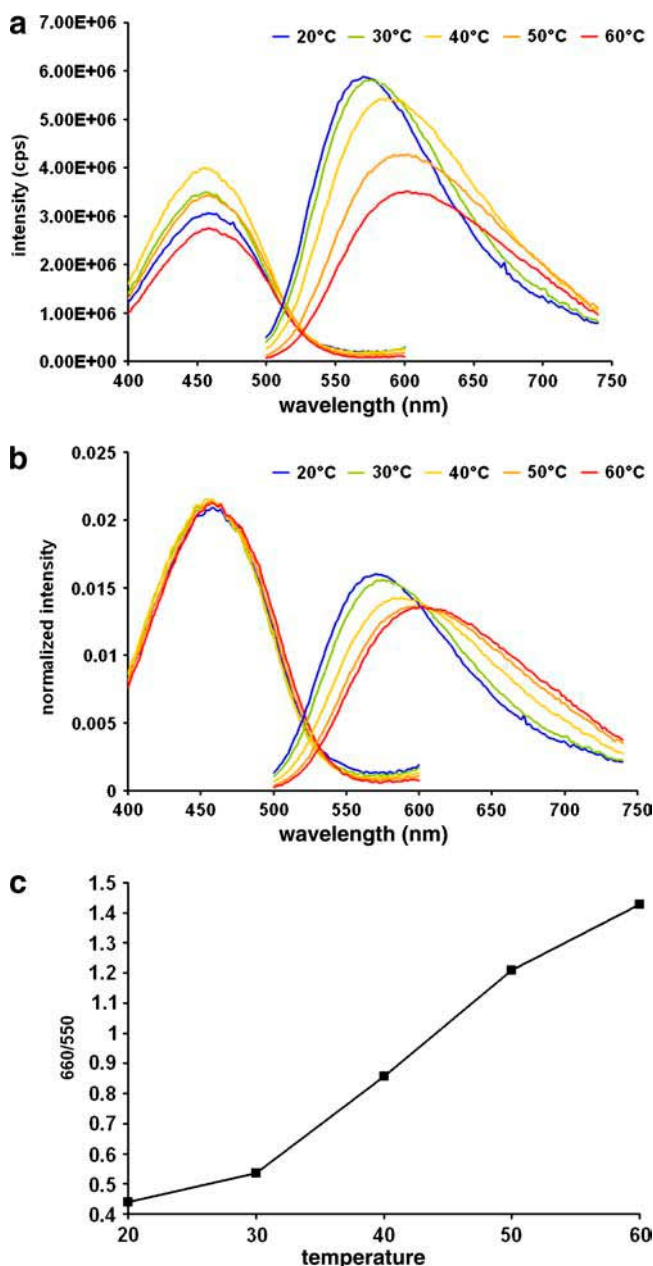 a
20°C 30°C 40°C 50°C 60°C
7.00E+06
6.00E+06
5.00E+06
4.00E+06
3.00E+06
2.00E+06
1.00E+06
0.00E+00
intensity (cps)
400 450 500 550 600 650 700 750
wavelength (nm)
b
20°C 30°C 40°C 50°C 60°C
0.025
0.02
0.015
0.01
0.005
0
normalized intensity
400 450 500 550 600 650 700 750
wavelength (nm)
c
1.5
1.4
1.3
1.2
1.1
1
0.9
0.8
0.7
0.6
0.5
0.4
660/550
20 30 40 50 60
temperature